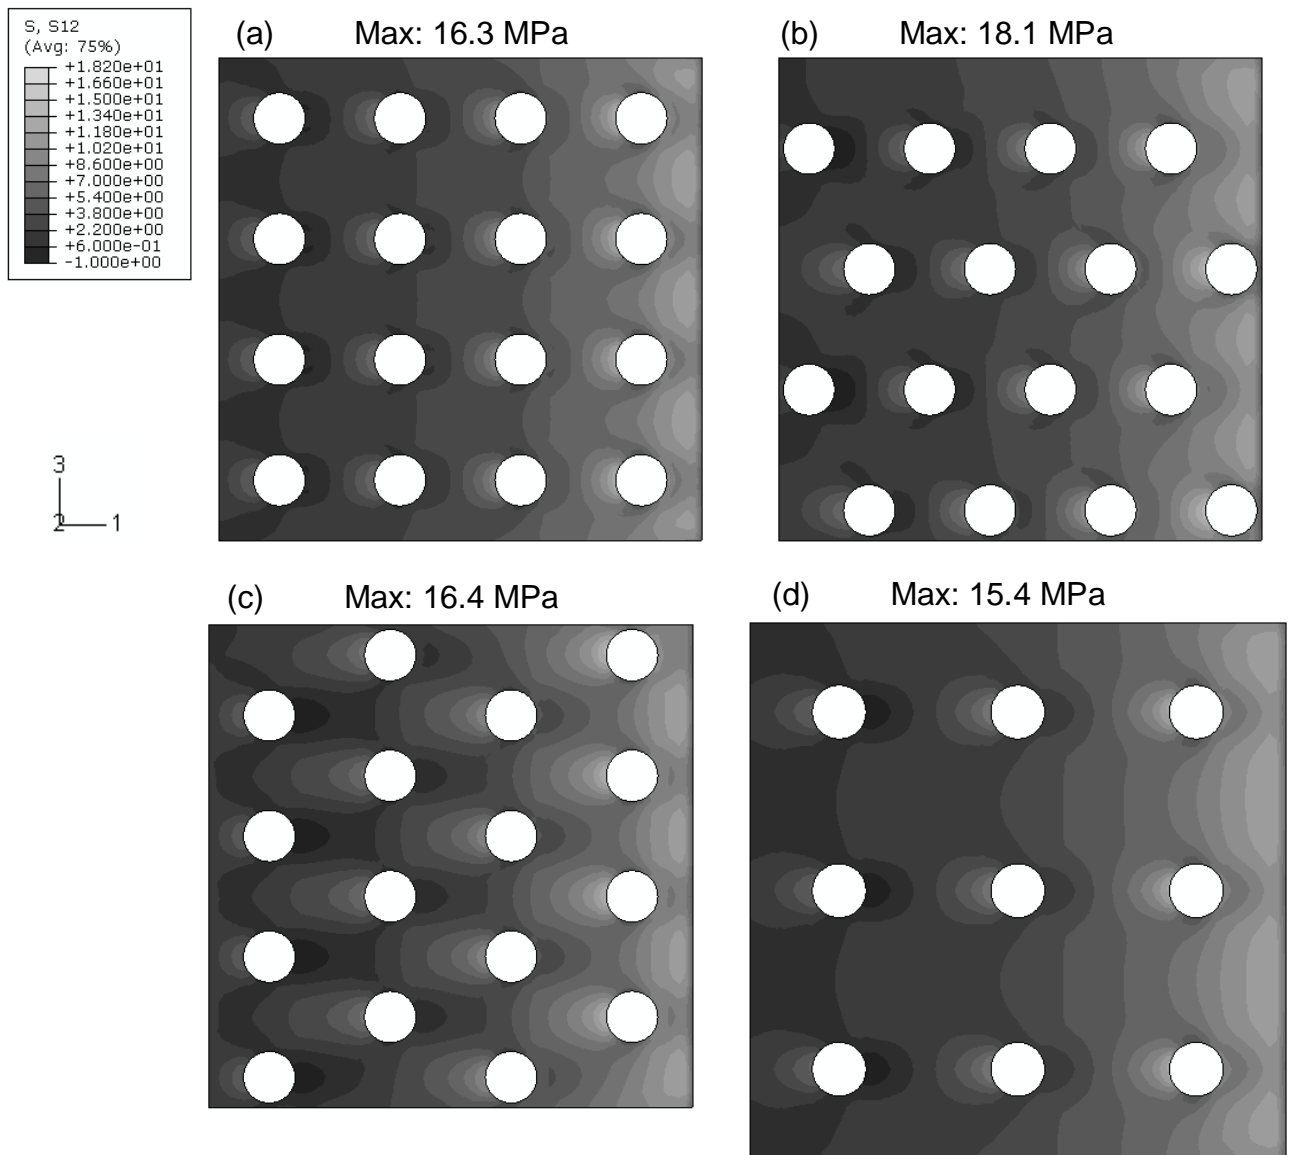 S, S12
(Avg: 75%)
+1.820e+01
+1.660e+01
+1.500e+01
+1.340e+01
+1.180e+01
+1.020e+01
+8.600e+00
+7.000e+00
+5.400e+00
+3.800e+00
+2.200e+00
+6.000e-01
-1.000e+00
(a) Max: 16.3 MPa
(b) Max: 18.1 MPa
3
2 1
(c) Max: 16.4 MPa
(d) Max: 15.4 MPa